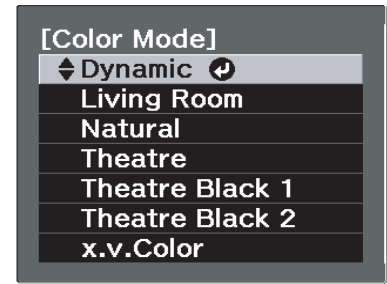 [Color Mode]
Dynamic
Living Room
Natural
Theatre
Theatre Black 1
Theatre Black 2
x.v.Color